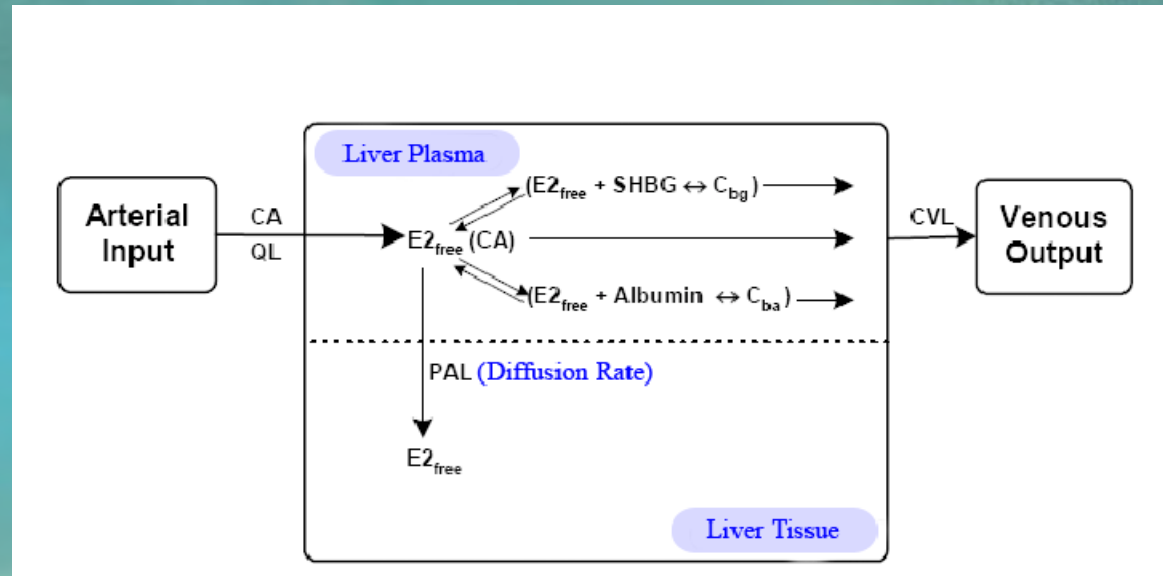 Liver Plasma
Arterial
Input
CA
QL
(E2free + SHBG ↔ Cbg)
E2free (CA)
(E2free + Albumin ↔ Cba)
CVL
Venous
Output
PAL (Diffusion Rate)
E2free
Liver Tissue